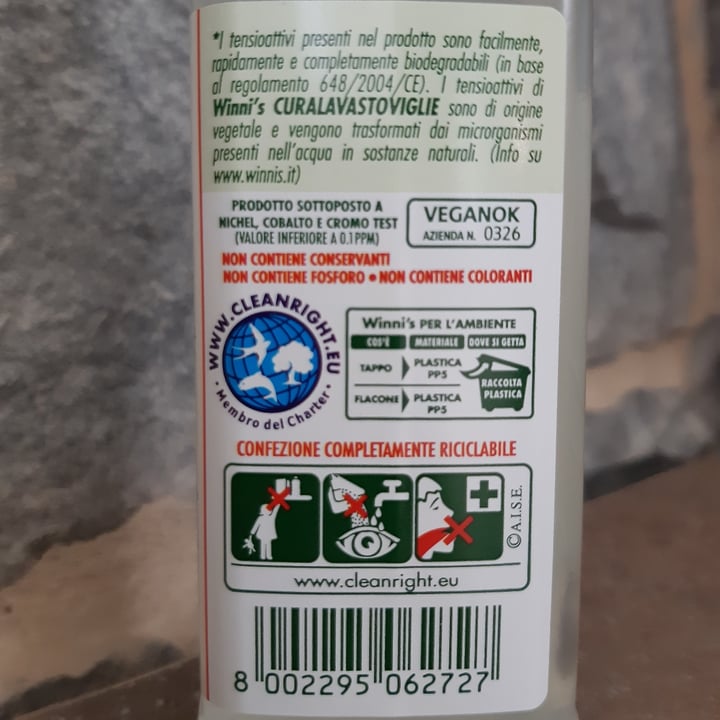 *I tensioattivi presenti nel prodotto sono facilmente,
rapidamente e completamente biodegradabili (in base
al regolamento 648/2004/CE). I tensioattivi di
Winni's CURALAVASTOVIGLIE sono di origine
vegetale e vengono trasformati dai microrganismi
presenti nell'acqua in sostanze naturali. (Info su
www.winnis.it)
PRODOTTO SOTTOPOSTO A
NICHEL, COBALTO E CROMO TEST
(VALORE INFERIORE A 0.1 PPM)
VEGANOK
AZIENDA N. 0326
NON CONTIENE CONSERVANTI
NON CONTIENE FOSFORO • NON CONTIENE COLORANTI
WWW.CLEANRIGHT.EU
• Membro del Charter •
Winni's PER L'AMBIENTE
COS'È MATERIALE DOVE SI GETTA
TAPPO PLASTICA
PP5
FLACONE PLASTICA
PP5
RACCOLTA
PLASTICA
CONFEZIONE COMPLETAMENTE RICICLABILE
© A.I.S.E.
www.cleanright.eu
8 002295 062727